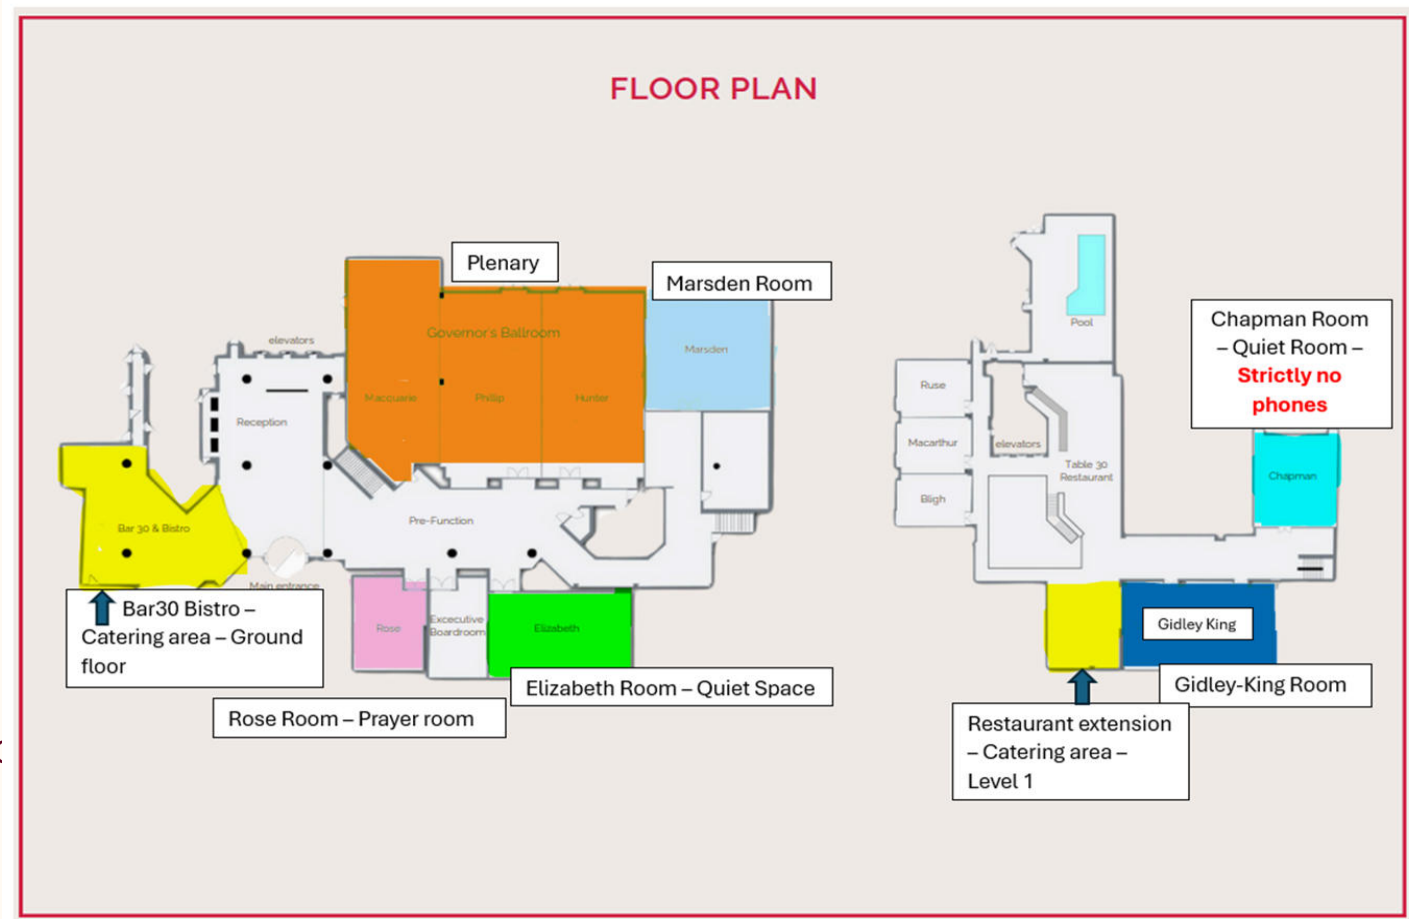 FLOOR PLAN
Plenary
Marsden Room
elevators
Governor's Ballroom
Marsden
Maccuarie
Phillip
Hunter
Reception
Bar 30 & Bistro
Pre-Function
Main entrance
Rose
Excecutive
Boardroom
Elizabeth
Bar30 Bistro –
Catering area – Ground
floor
Elizabeth Room – Quiet Space
Rose Room – Prayer room
Pool
Chapman Room
– Quiet Room –
Strictly no
phones
Ruse
Macarthur
elevators
Bligh
Table 30
Restaurant
Chapman
Gidley King
Gidley-King Room
Restaurant extension
– Catering area –
Level 1